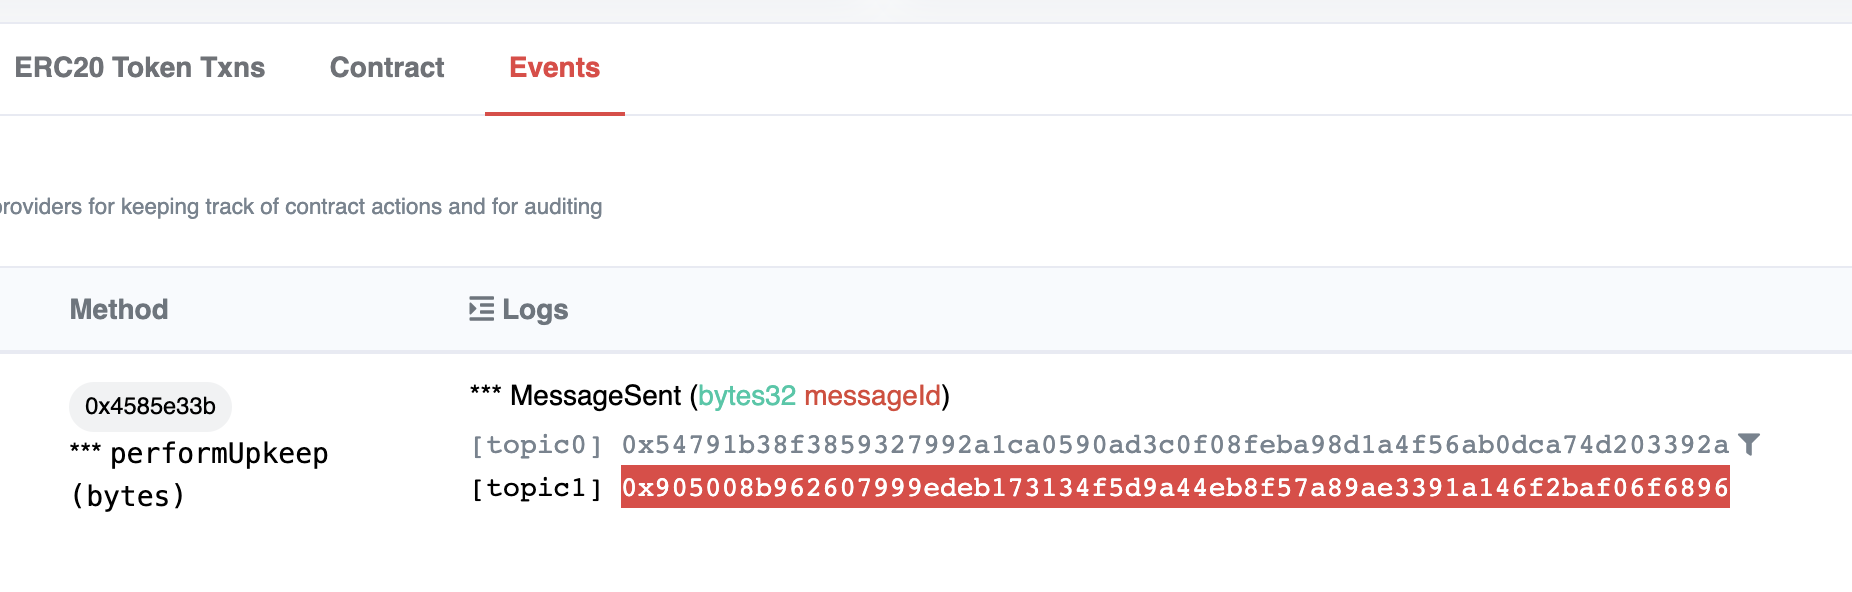 ERC20 Token Txns Contract Events
roviders for keeping track of contract actions and for auditing
Method Logs
0x4585e33b
*** performUpkeep
(bytes)
*** MessageSent (bytes32 messageId)
[topic0] 0x54791b38f3859327992a1ca0590ad3c0f08feba98d1a4f56ab0dca74d203392a
[topic1] 0x905008b962607999edeb173134f5d9a44eb8f57a89ae3391a146f2baf06f6896